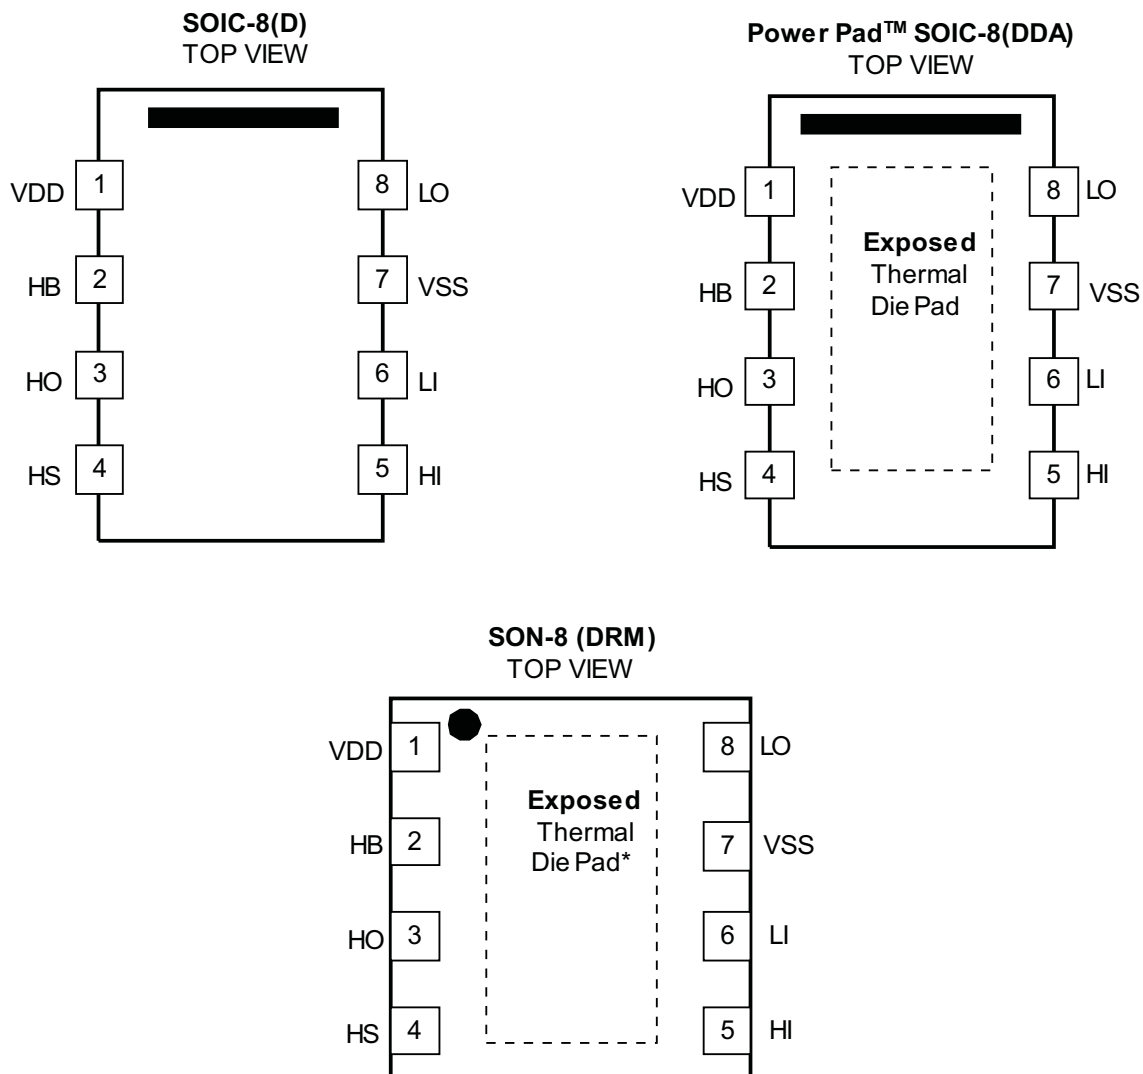 SOIC-8(D)
TOP VIEW
VDD 1 8 LO
HB 2 7 VSS
HO 3 6 LI
HS 4 5 HI
Power Pad™ SOIC-8(DDA)
TOP VIEW
VDD 1 8 LO
Exposed
Thermal
Die Pad
HB 2 7 VSS
HO 3 6 LI
HS 4 5 HI
SON-8 (DRM)
TOP VIEW
VDD 1 8 LO
Exposed
Thermal
Die Pad*
HB 2 7 VSS
HO 3 6 LI
HS 4 5 HI